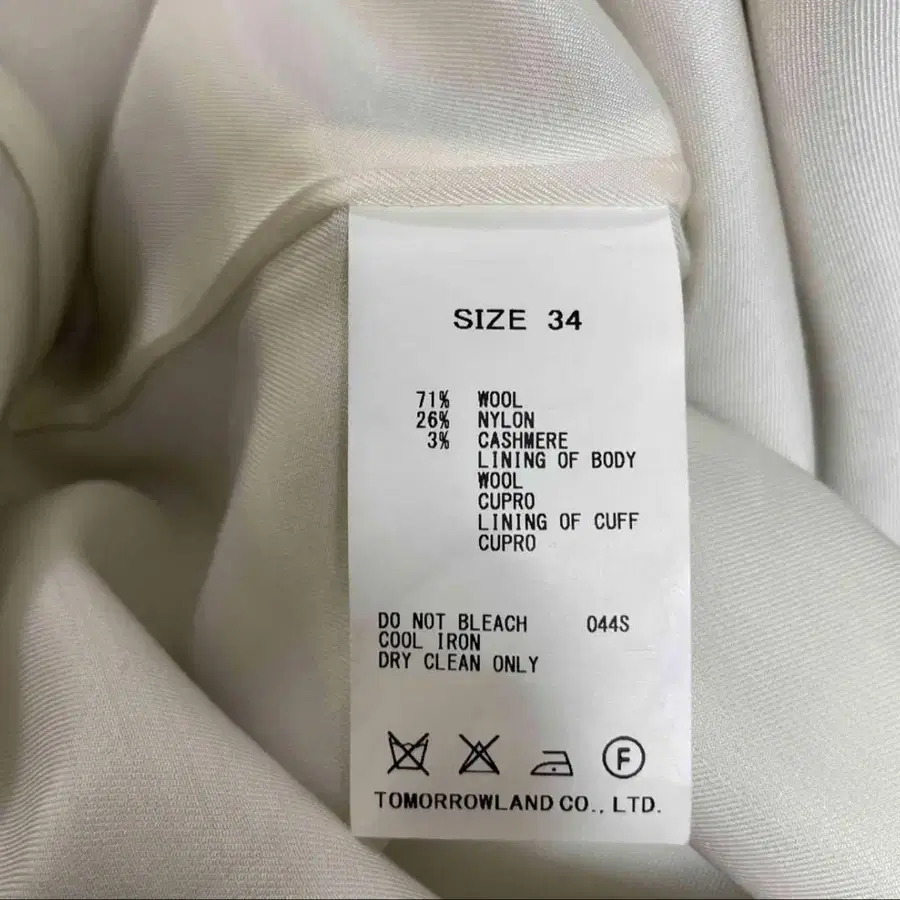 SIZE 34
71% WOOL
26% NYLON
3% CASHMERE
LINING OF BODY
WOOL
CUPRO
LINING OF CUFF
CUPRO
DO NOT BLEACH 044S
COOL IRON
DRY CLEAN ONLY
F
TOMORROWLAND CO., LTD.